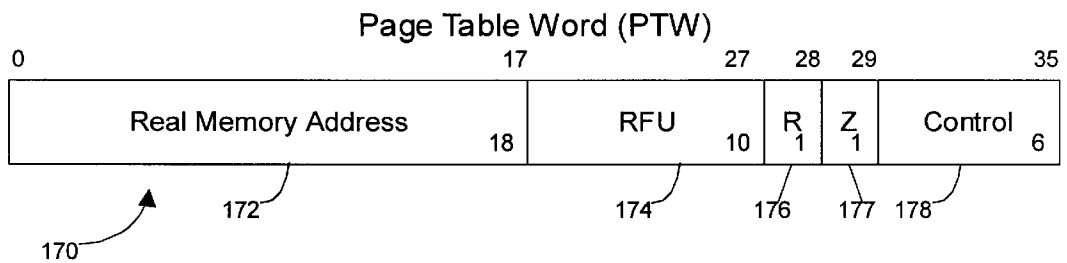 Page Table Word (PTW)
0 17 27 28 29 35
Real Memory Address RFU R Z Control
18 10 1 1 6
172 174 176 177 178
170